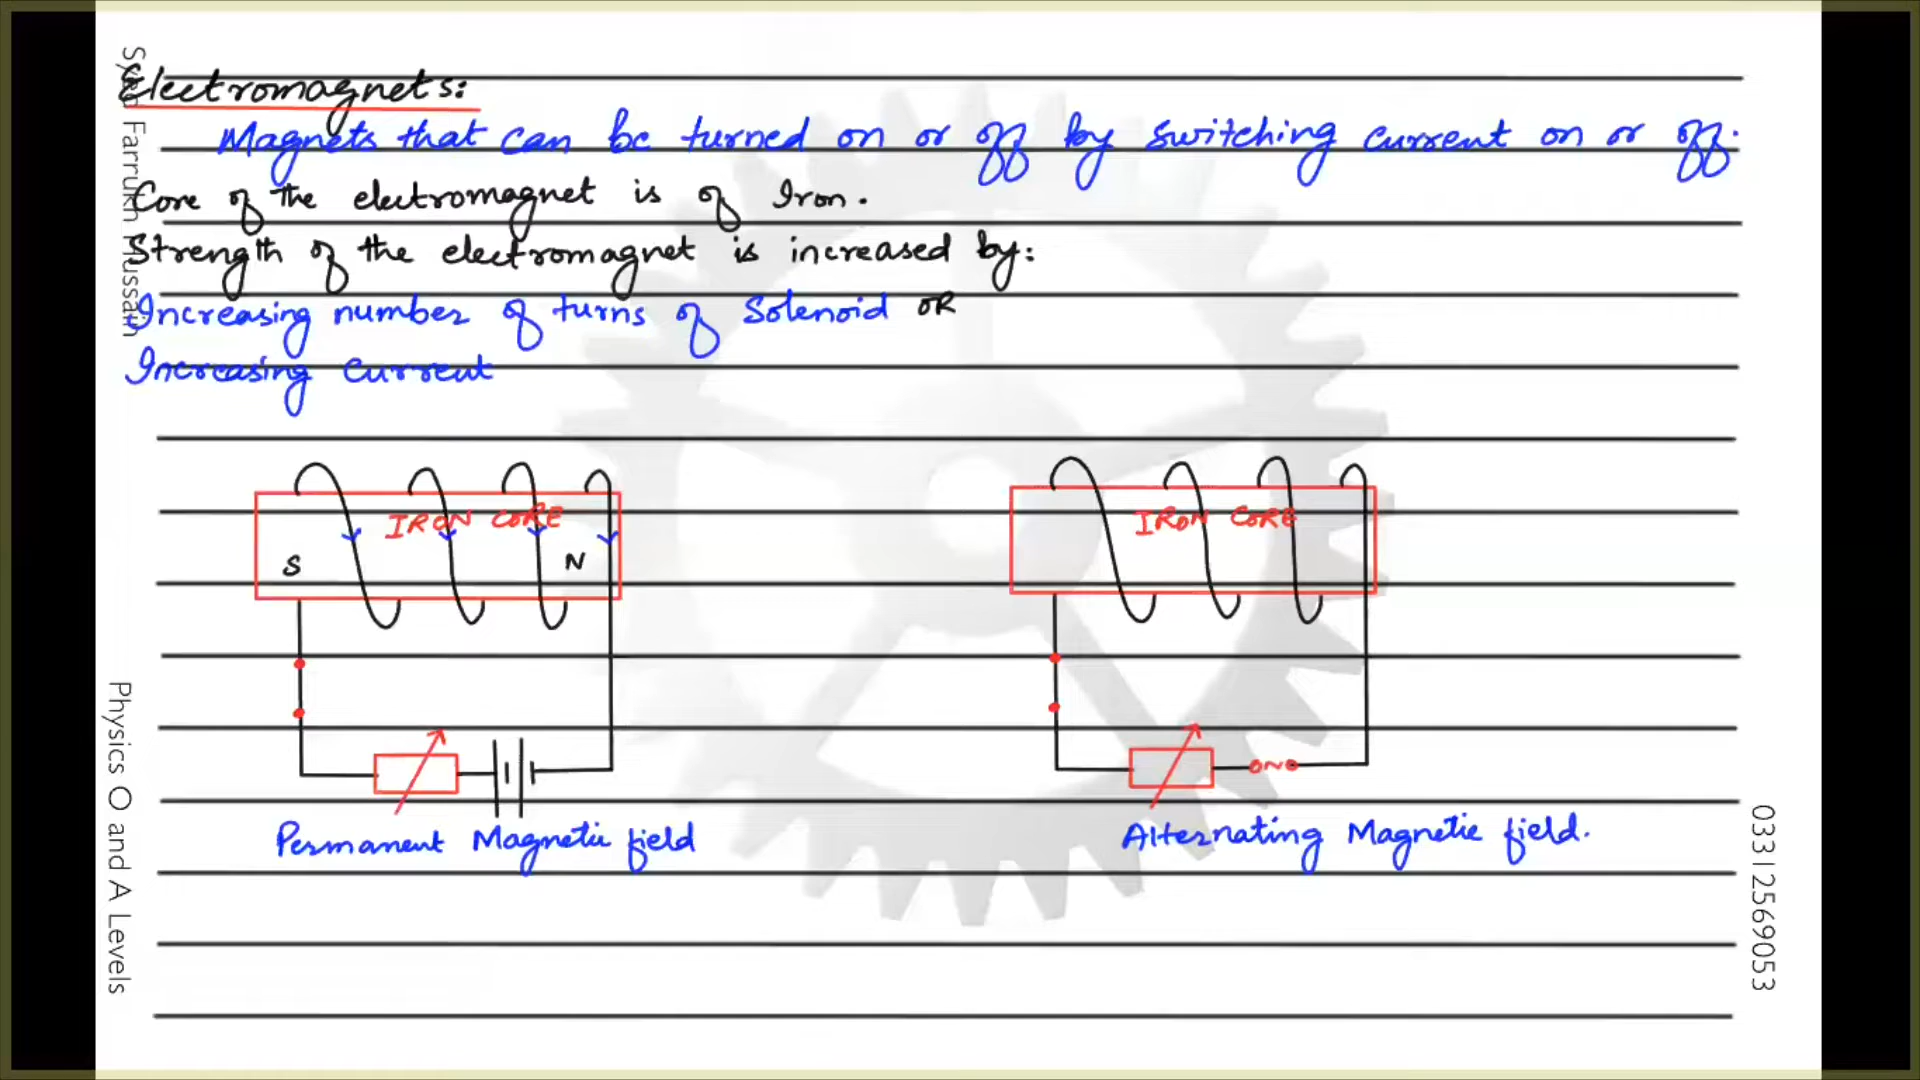 Electromagnets:
Magnets that can be turned on or off by switching current on or off.
Core of the electromagnet is of Iron.
Strength of the electromagnet is increased by:
Increasing number of turns of Solenoid OR
Increasing current
IRON CORE
S
N
Permanent Magnetic field
IRON CORE
Alternating Magnetic field.
Syed Farrukh Hussain
Physics O and A Levels
03312569053